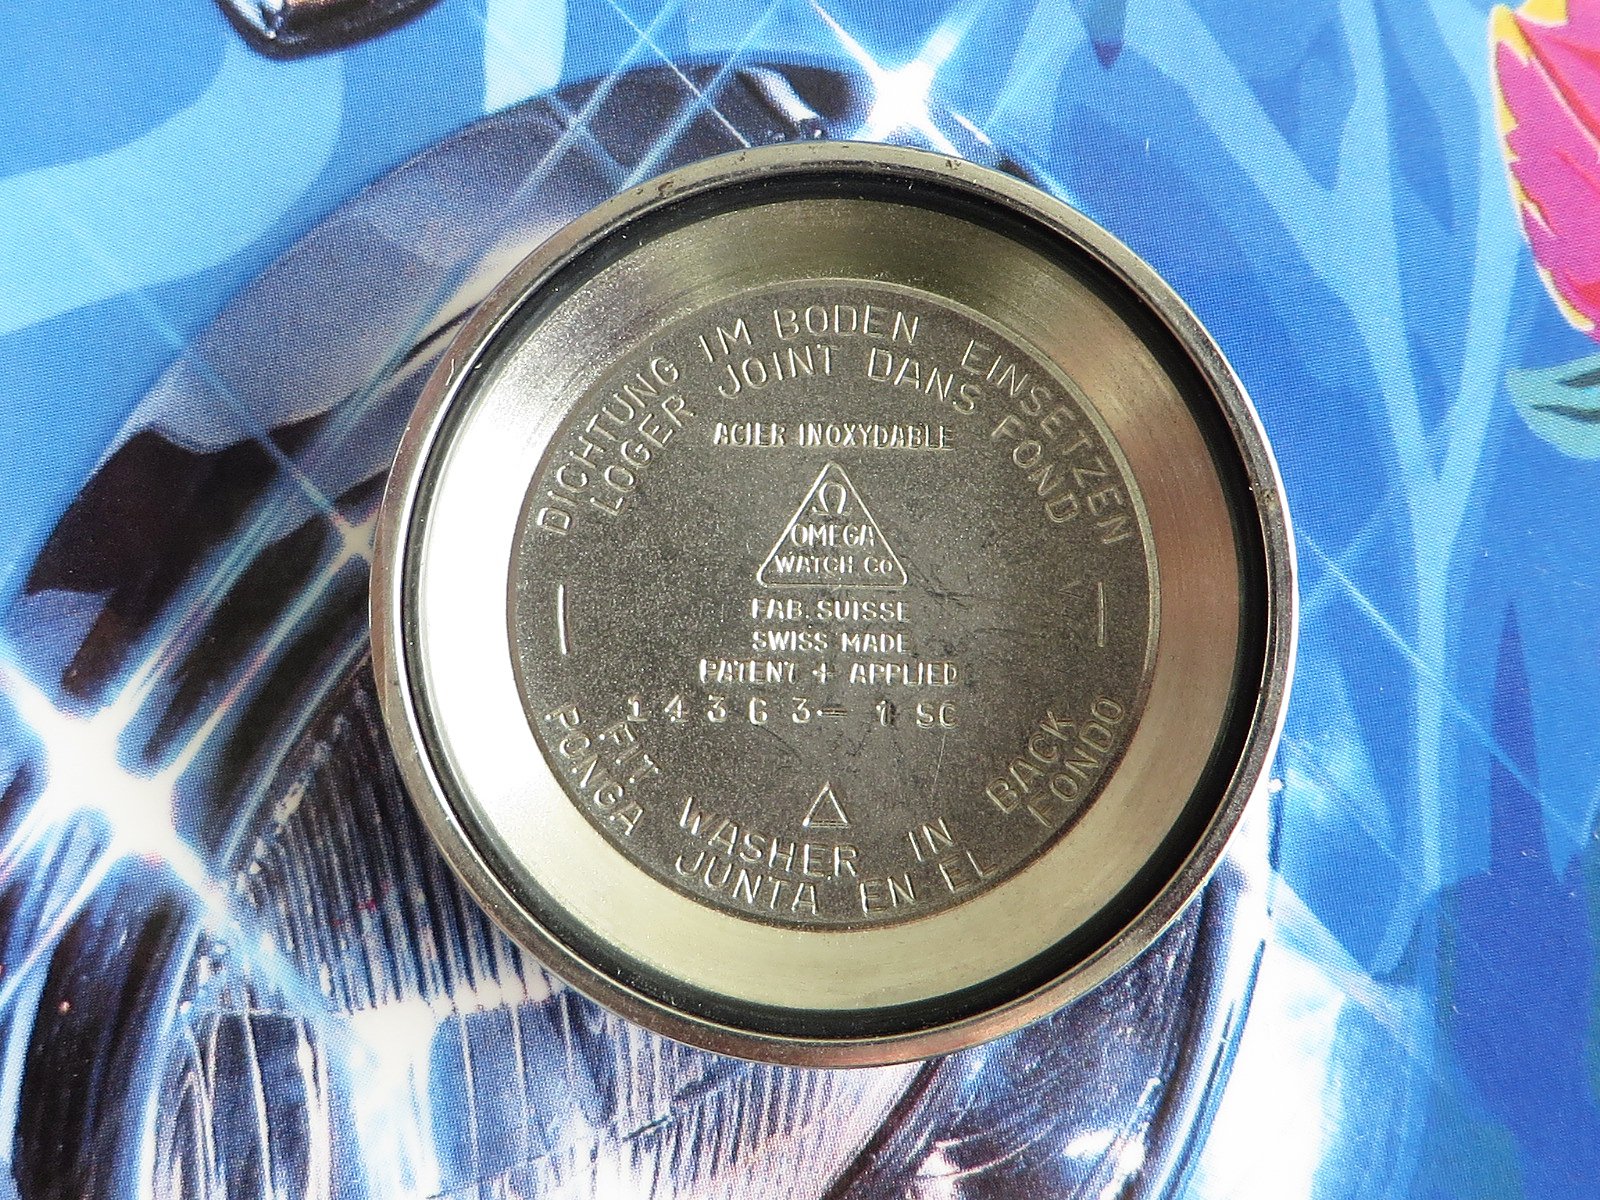 DICHTUNG IM BODEN EINSETZEN
LOGER JOINT DANS FOND
ACIER INOXYDABLE
Ω
OMEGA
WATCH Co
FAB. SUISSE
SWISS MADE
PATENT + APPLIED
14363-1 SC
FIT WASHER IN BACK
PONGA JUNTA EN EL FONDO